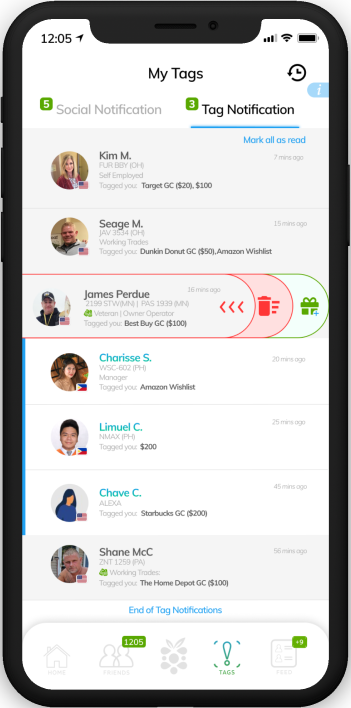 12:05
My Tags
i
5 Social Notification
3 Tag Notification
Mark all as read
Kim M.
7 mins ago
FUR BBY (OH)
Self Employed
Tagged you: Target GC ($20), $100
Seage M.
15 mins ago
JAV 3534 (OH)
Working Trades
Tagged you: Dunkin Donut GC ($50),Amazon Wishlist
James Perdue
16 mins ago
2199 STW(MN) | PAS 1939 (MN)
Veteran | Owner Operator
Tagged you: Best Buy GC ($100)
Charisse S.
20 mins ago
WSC-602 (PH)
Manager
Tagged you: Amazon Wishlist
Limuel C.
25 mins ago
NMAX (PH)
Tagged you: $200
Chave C.
45 mins ago
ALEXA
Tagged you: Starbucks GC ($200)
Shane McC
56 mins ago
ZNT 1259 (PA)
Working Trades:
Tagged you: The Home Depot GC ($100)
End of Tag Notifications
1205
+9
HOME
FRIENDS
TAGS
FEED